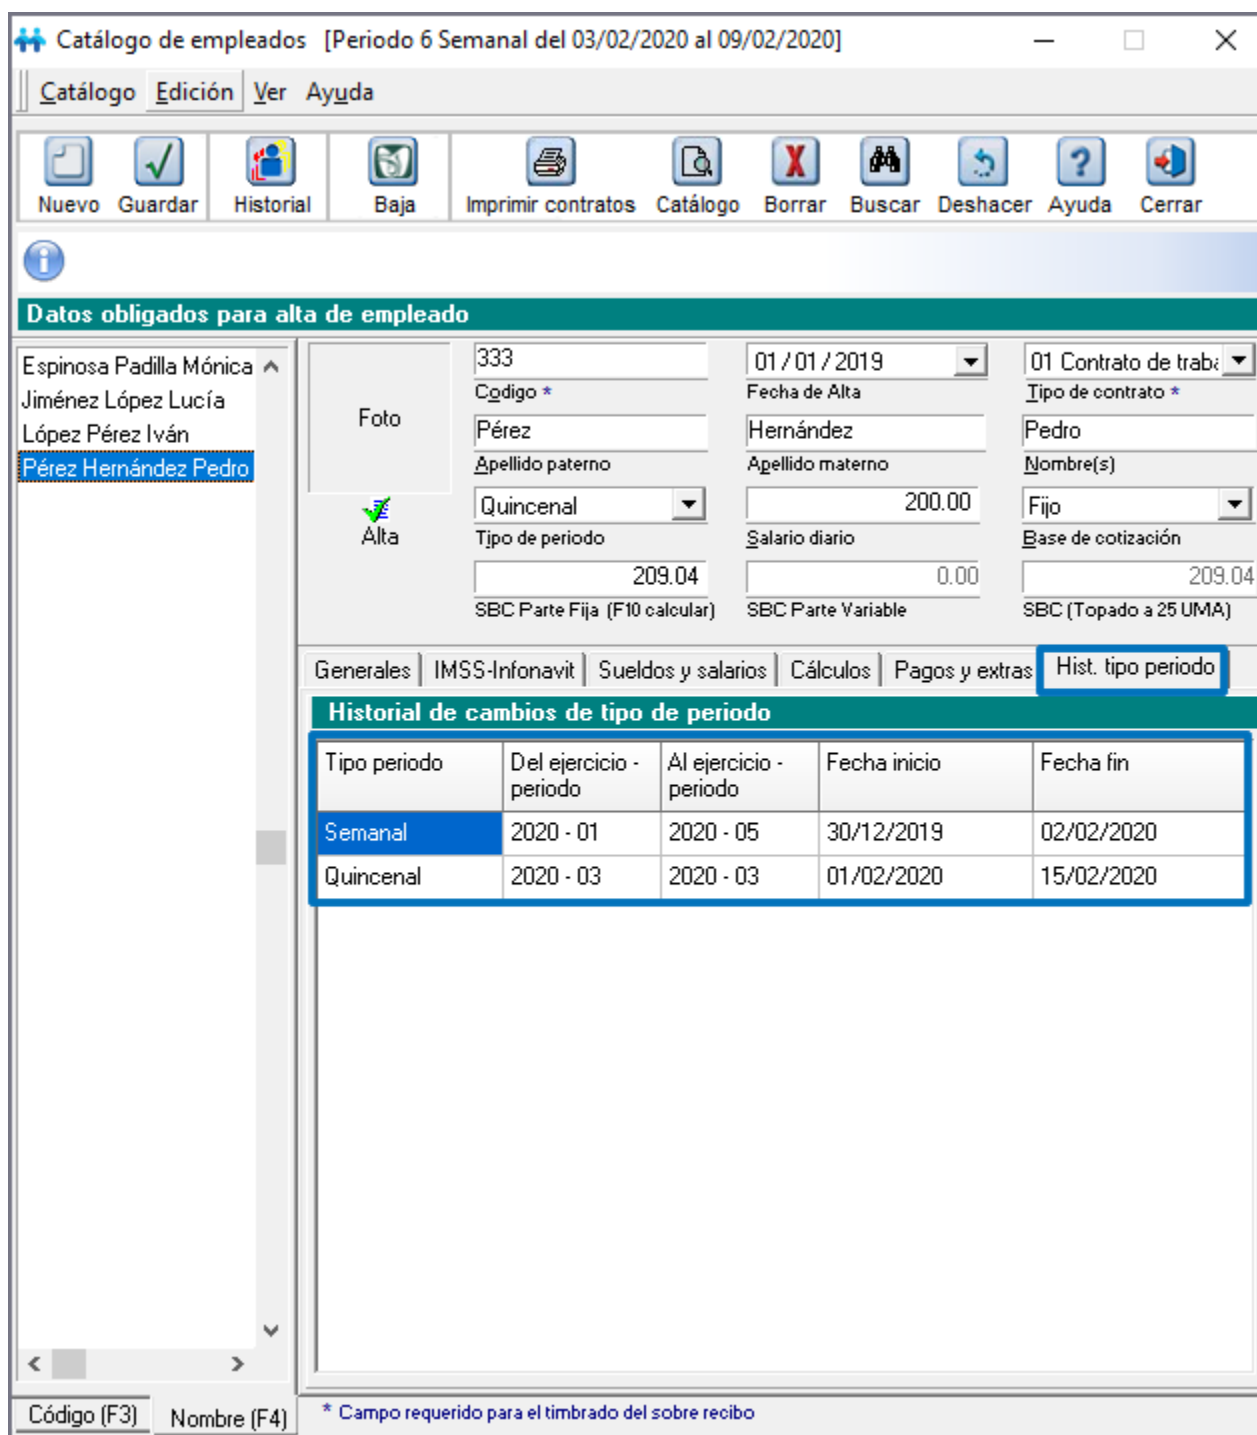 Catálogo de empleados [Periodo 6 Semanal del 03/02/2020 al 09/02/2020]
Catálogo Edición Ver Ayuda
Nuevo Guardar Historial Baja Imprimir contratos Catálogo Borrar Buscar Deshacer Ayuda Cerrar
Datos obligados para alta de empleado
Espinosa Padilla Mónica
Jiménez López Lucía
López Pérez Iván
Pérez Hernández Pedro
Foto
Alta
333 01/01/2019 01 Contrato de trab
Codigo * Fecha de Alta Tipo de contrato *
Pérez Hernández Pedro
Apellido paterno Apellido materno Nombre(s)
Quincenal 200.00 Fijo
Tipo de periodo Salario diario Base de cotización
209.04 0.00 209.04
SBC Parte Fija (F10 calcular) SBC Parte Variable SBC (Topado a 25 UMA)
Generales IMSS-Infonavit Sueldos y salarios Cálculos Pagos y extras Hist. tipo periodo
Historial de cambios de tipo de periodo
Tipo periodo Del ejercicio - periodo Al ejercicio - periodo Fecha inicio Fecha fin
Semanal 2020 - 01 2020 - 05 30/12/2019 02/02/2020
Quincenal 2020 - 03 2020 - 03 01/02/2020 15/02/2020
Código (F3) Nombre (F4) * Campo requerido para el timbrado del sobre recibo